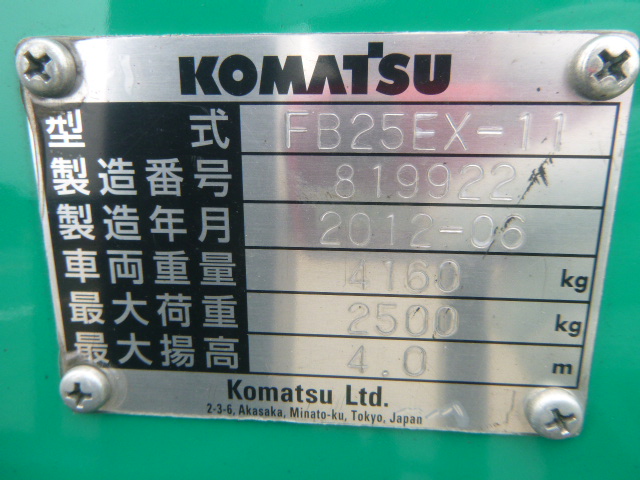 KOMATSU
型 式 FB25EX-11
製造番号 819922
製造年月 2012-06
車両重量 4160 kg
最大荷重 2500 kg
最大揚高 4.0 m
Komatsu Ltd.
2-3-6, Akasaka, Minato-ku, Tokyo, Japan